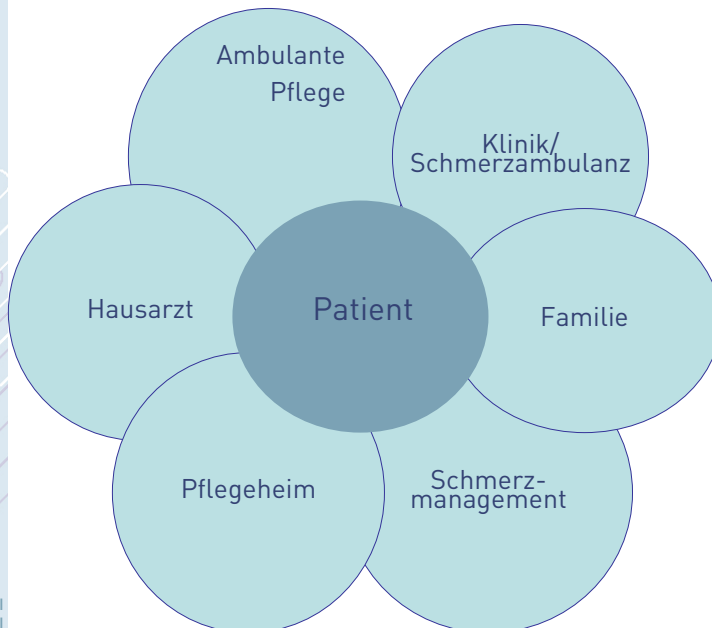 Ambulante
Pflege
Klinik/
Schmerzambulanz
Hausarzt
Patient
Familie
Pflegeheim
Schmerz-
management